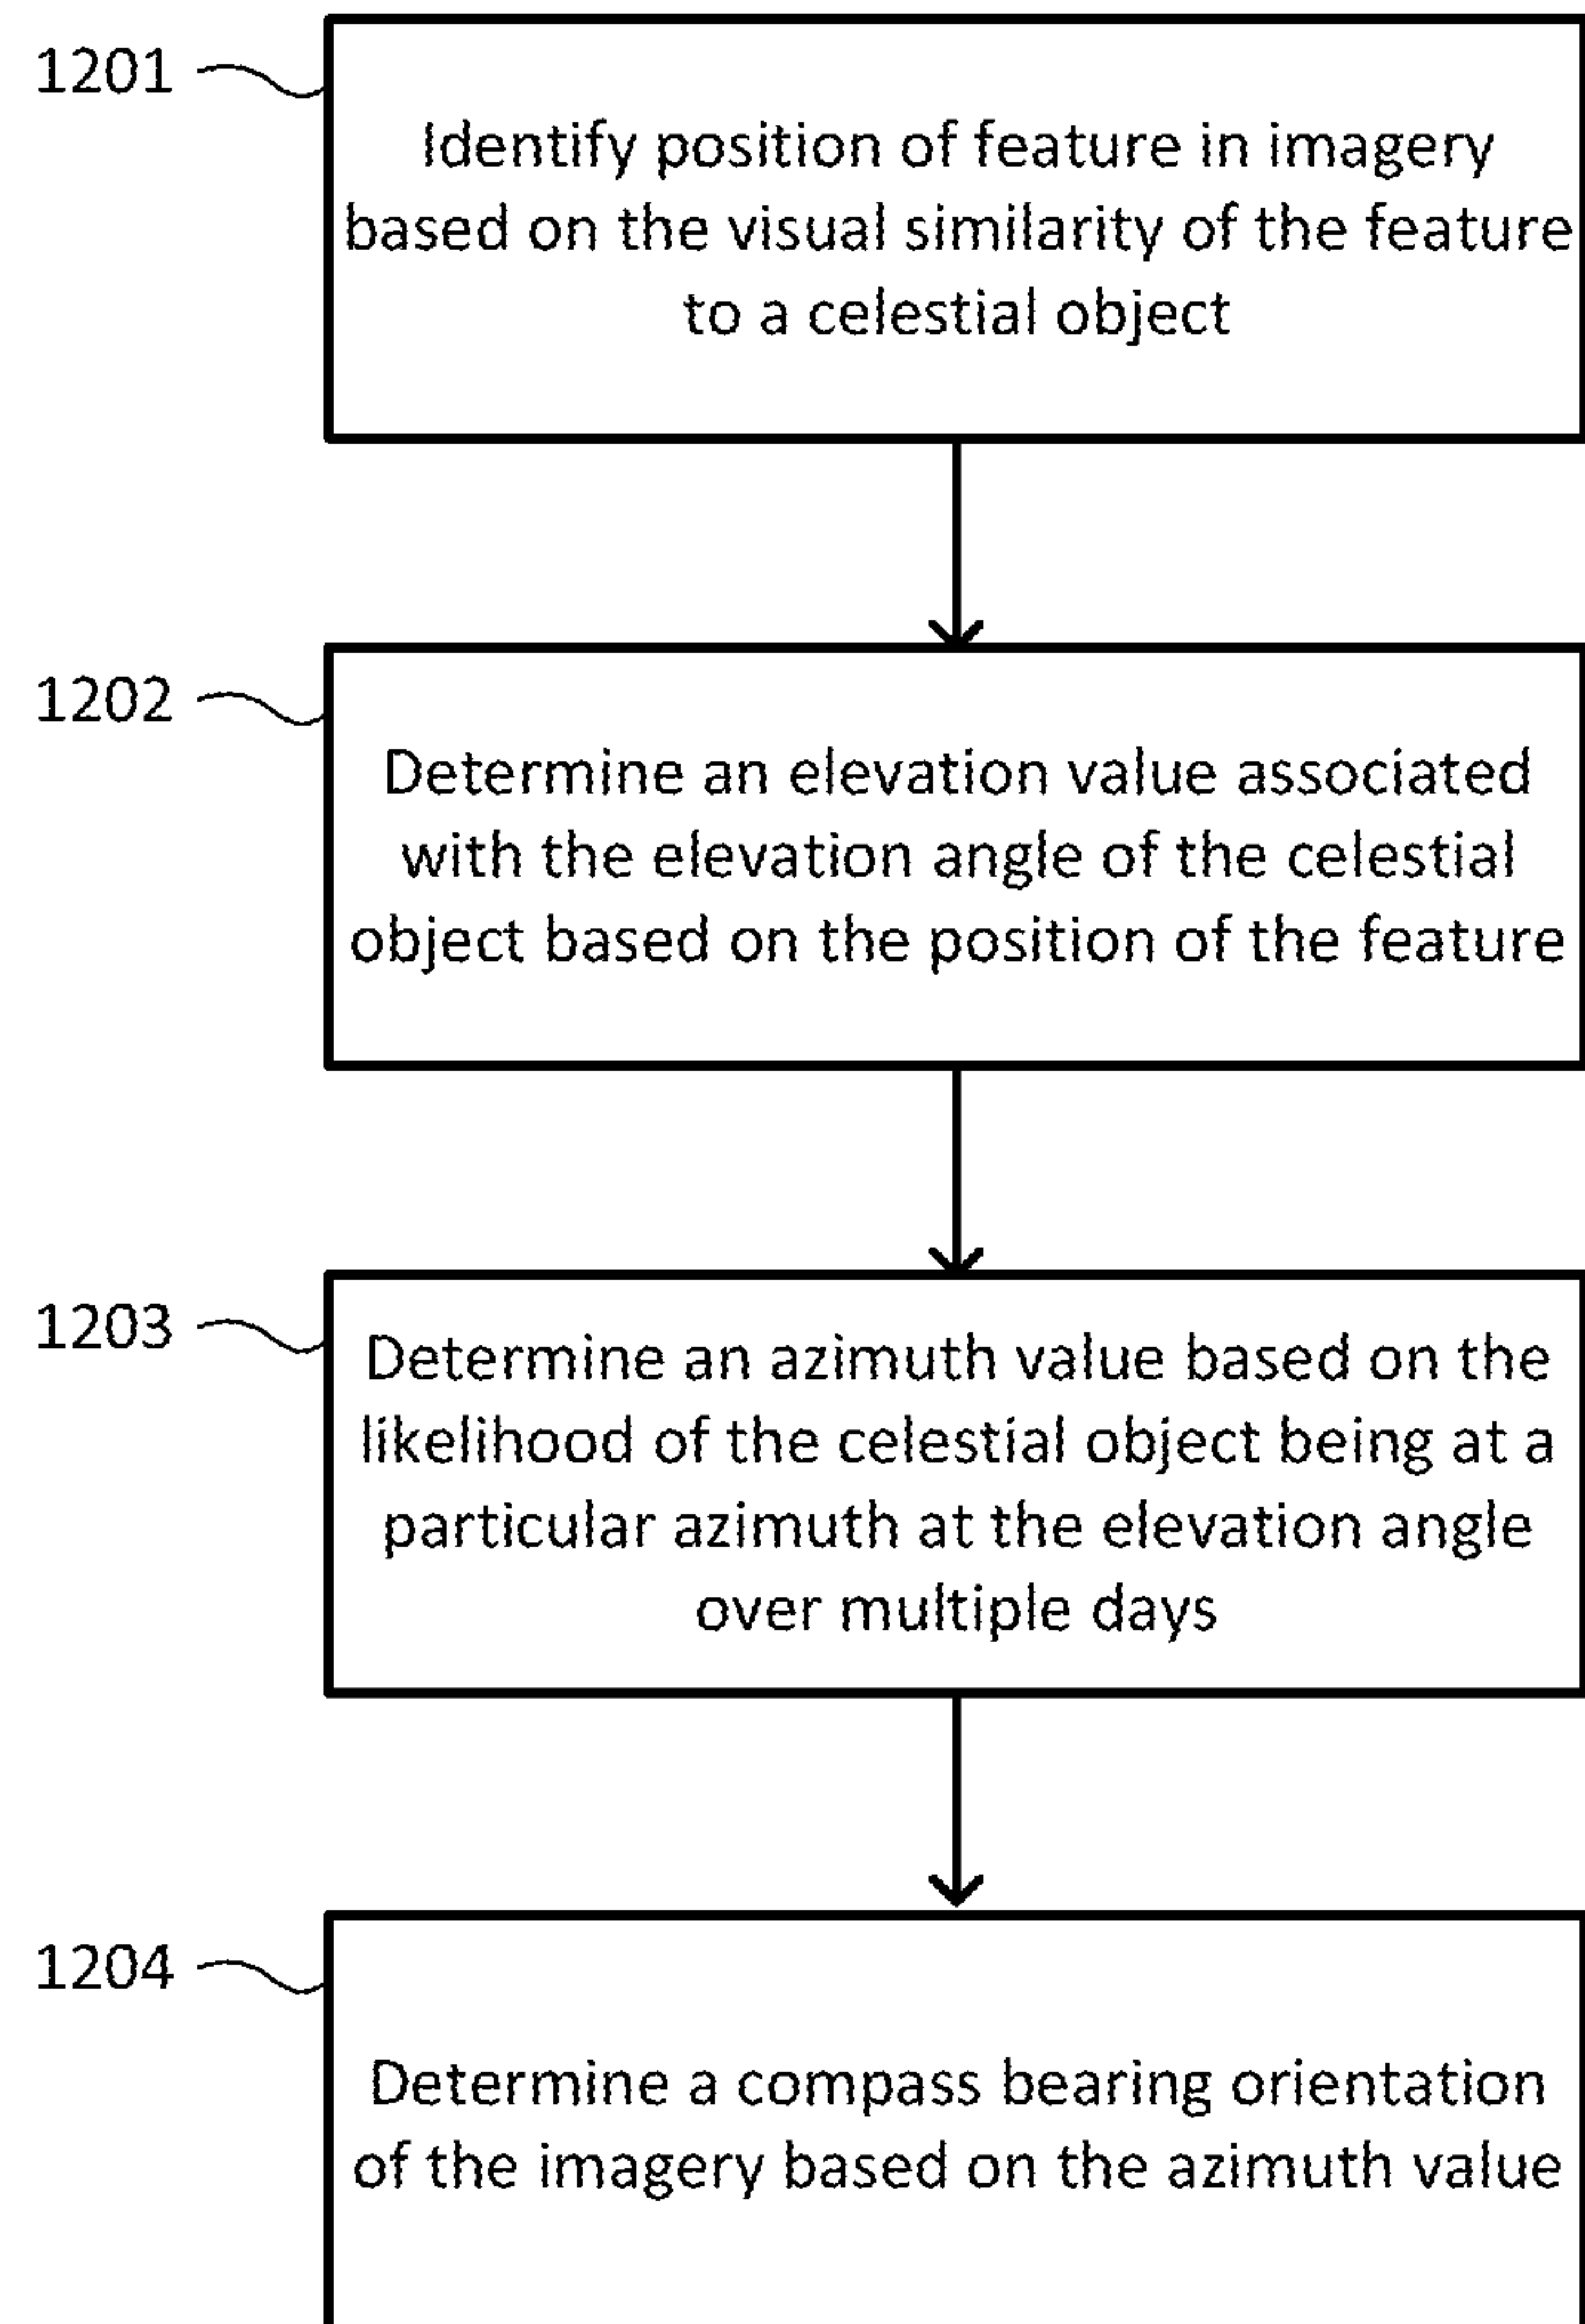 1201
Identify position of feature in imagery
based on the visual similarity of the feature
to a celestial object
1202
Determine an elevation value associated
with the elevation angle of the celestial
object based on the position of the feature
1203
Determine an azimuth value based on the
likelihood of the celestial object being at a
particular azimuth at the elevation angle
over multiple days
1204
Determine a compass bearing orientation
of the imagery based on the azimuth value